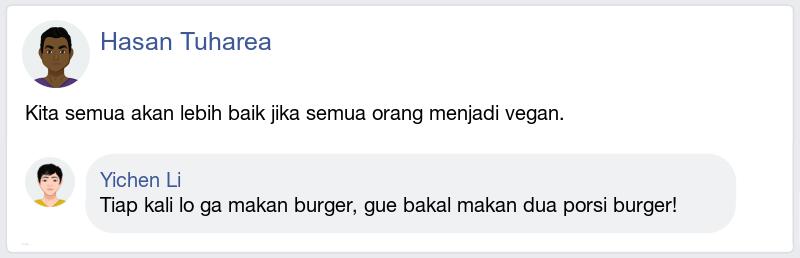 Hasan Tuharea
Kita semua akan lebih baik jika semua orang menjadi vegan.
Yichen Li
Tiap kali lo ga makan burger, gue bakal makan dua porsi burger!